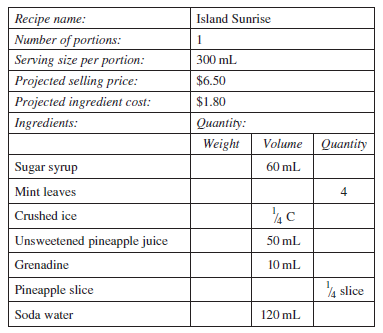 Recipe name: Island Sunrise
Number of portions: 1
Serving size per portion: 300 mL
Projected selling price: $6.50
Projected ingredient cost: $1.80
Ingredients: Quantity:
Weight Volume Quantity
Sugar syrup 60 mL
Mint leaves 4
Crushed ice 1/4 C
Unsweetened pineapple juice 50 mL
Grenadine 10 mL
Pineapple slice 1/4 slice
Soda water 120 mL